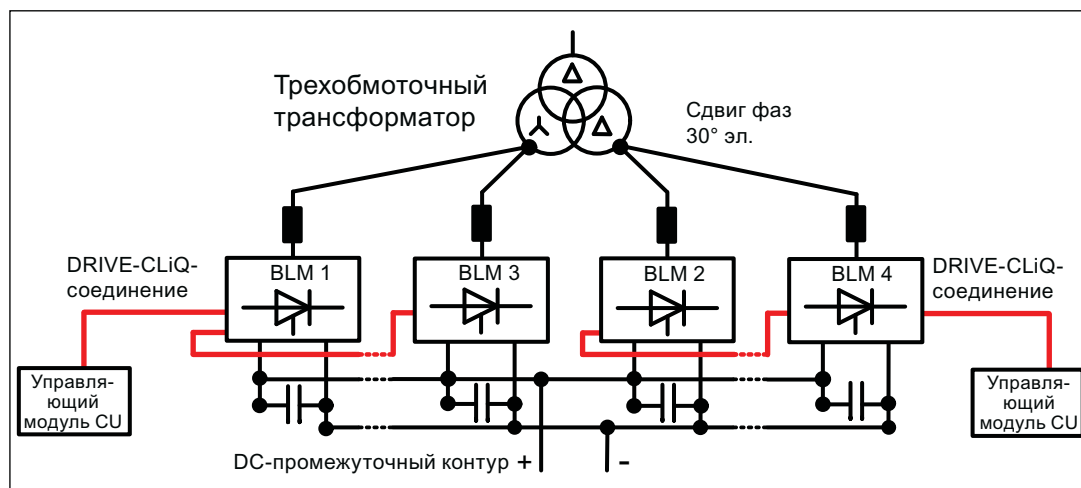 Трехобмоточный
трансформатор
Δ
Δ
Сдвиг фаз
30° эл.
DRIVE-CLiQ-
соединение
BLM 1
BLM 3
BLM 2
BLM 4
DRIVE-CLiQ-
соединение
Управля-
ющий
модуль CU
Управля-
ющий
модуль CU
DC-промежуточный контур + -